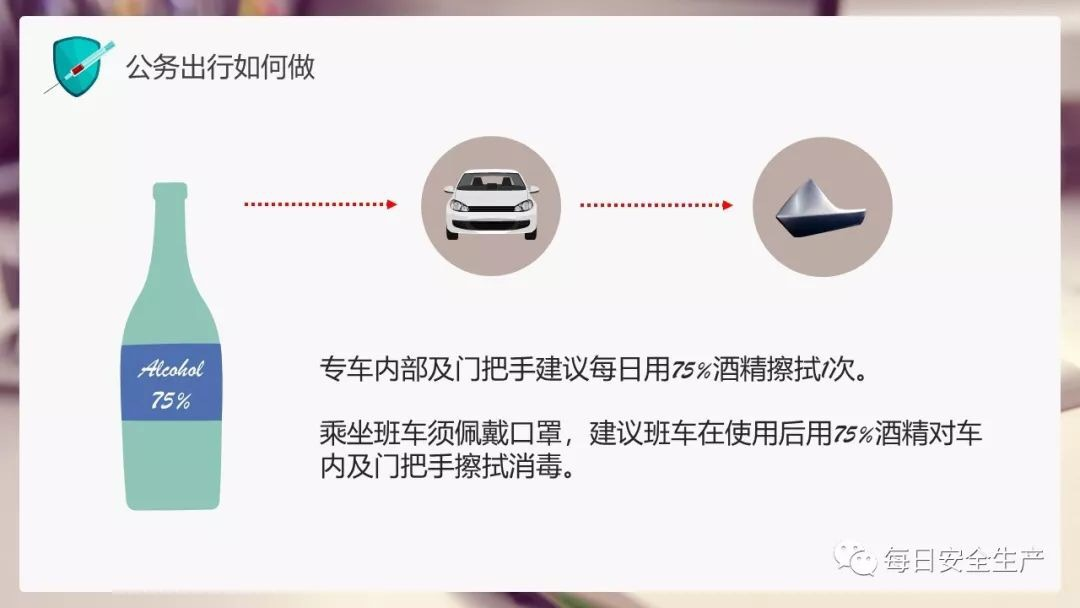 公务出行如何做
Alcohol
75%
专车内部及门把手建议每日用75%酒精擦拭1次。
乘坐班车须佩戴口罩，建议班车在使用后用75%酒精对车
内及门把手擦拭消毒。
每日安全生产